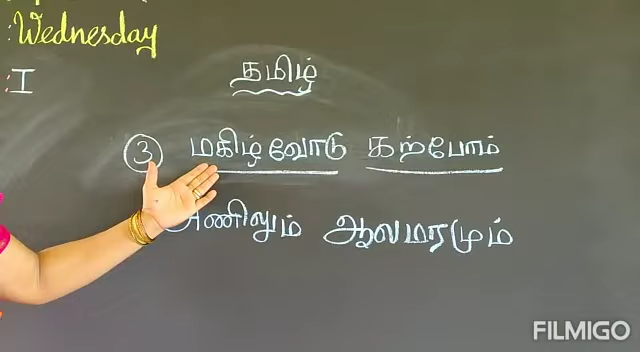 :Wednesday
:I
தமிழ்
3 மகிழ்வோடு கற்போம்
அணிலும் ஆலமரமும்
FILMIGO